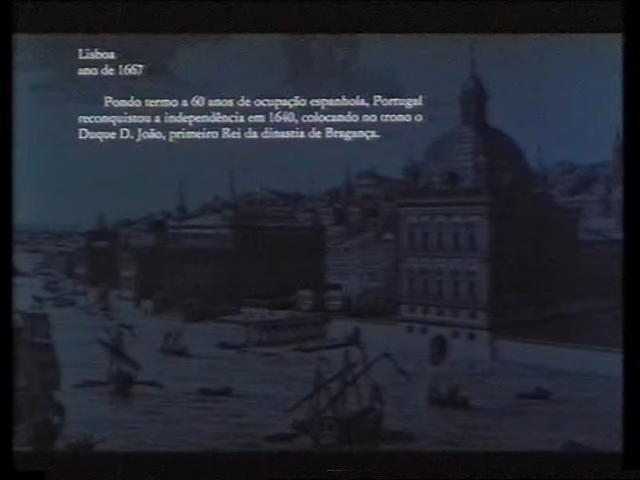 Lisboa
ano de 1667
Pondo termo a 60 anos de ocupação espanhola, Portugal
reconquistou a independência em 1640, colocando no trono o
Duque D. João, primeiro Rei da dinastia de Bragança.